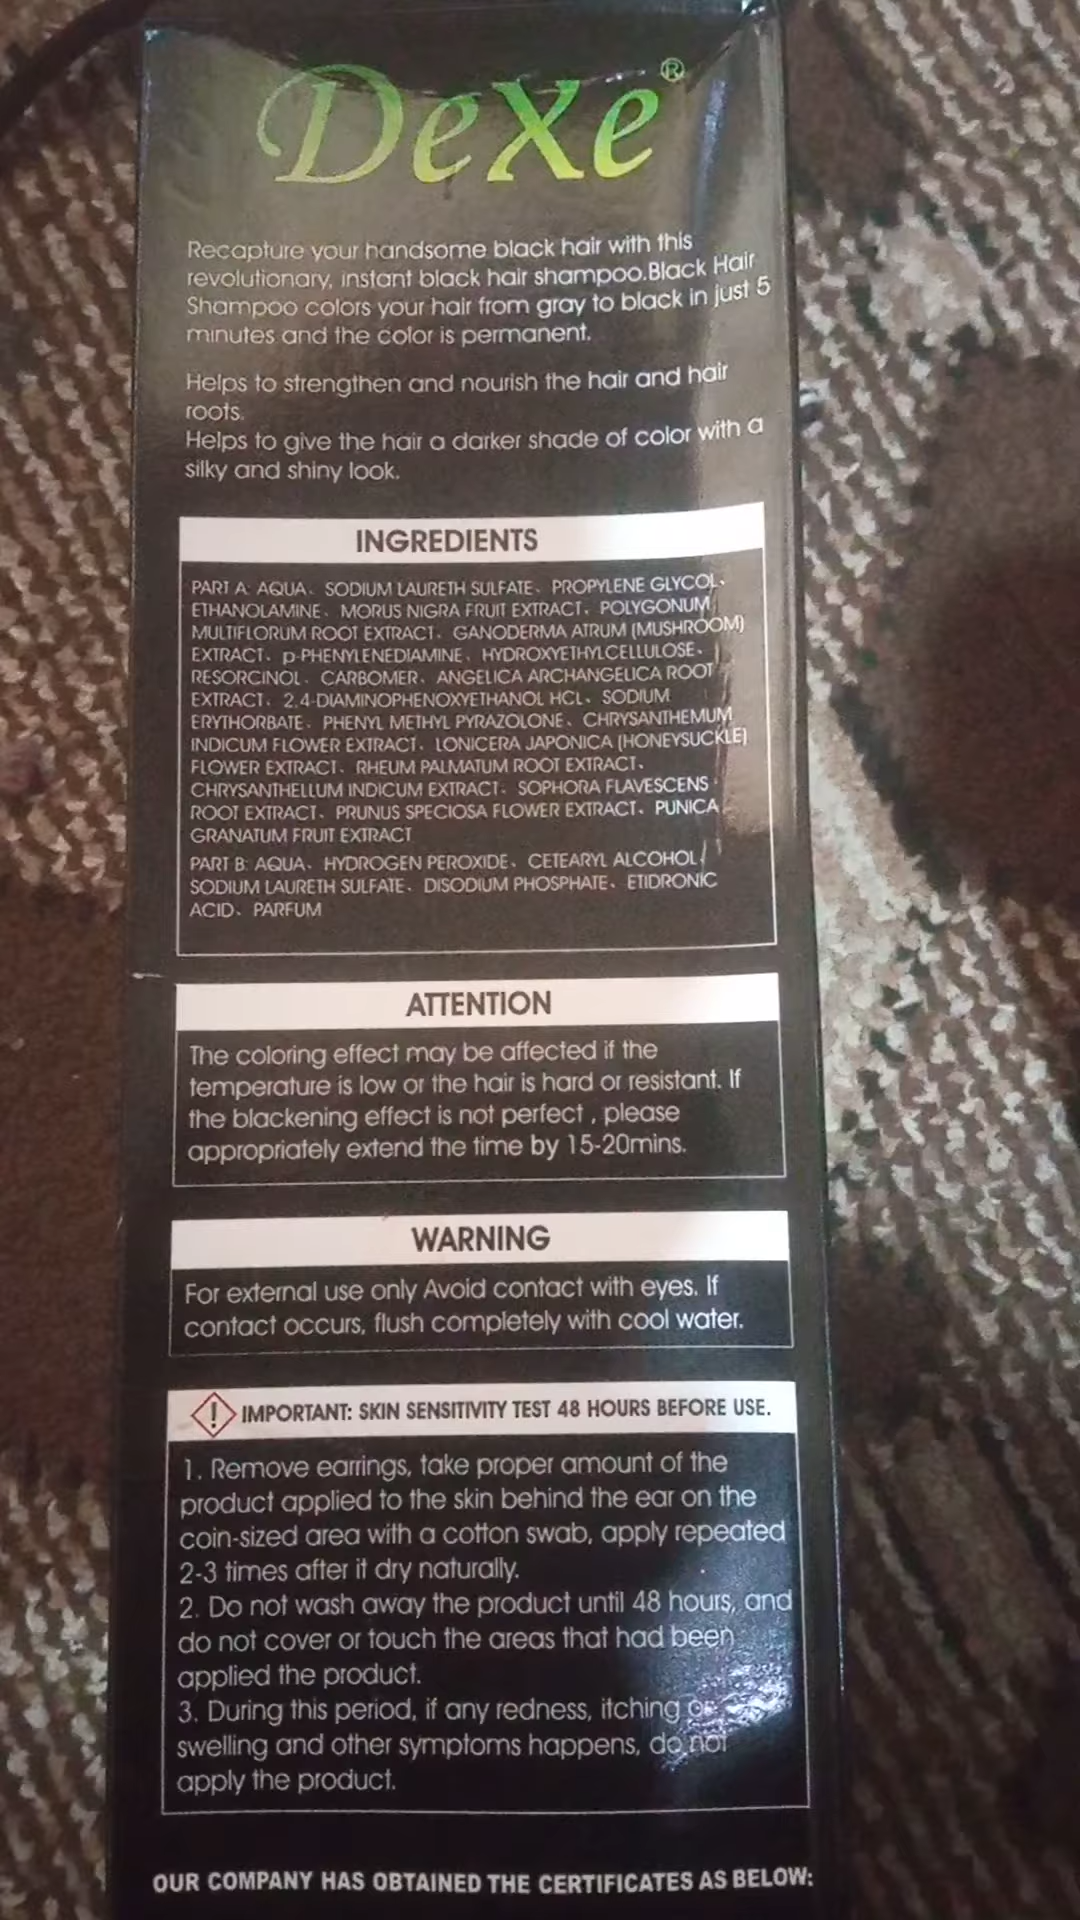 DeXe®
Recapture your handsome black hair with this
revolutionary, instant black hair shampoo.Black Hair
Shampoo colors your hair from gray to black in just 5
minutes and the color is permanent.
Helps to strengthen and nourish the hair and hair
roots.
Helps to give the hair a darker shade of color with a
silky and shiny look.
INGREDIENTS
PART A: AQUA、SODIUM LAURETH SULFATE、PROPYLENE GLYCOL、
ETHANOLAMINE、MORUS NIGRA FRUIT EXTRACT、POLYGONUM
MULTIFLORUM ROOT EXTRACT、GANODERMA ATRUM (MUSHROOM)
EXTRACT、p-PHENYLENEDIAMINE、HYDROXYETHYLCELLULOSE、
RESORCINOL、CARBOMER、ANGELICA ARCHANGELICA ROOT
EXTRACT、2,4-DIAMINOPHENOXYETHANOL HCL、SODIUM
ERYTHORBATE、PHENYL METHYL PYRAZOLONE、CHRYSANTHEMUM
INDICUM FLOWER EXTRACT、LONICERA JAPONICA (HONEYSUCKLE)
FLOWER EXTRACT、RHEUM PALMATUM ROOT EXTRACT、
CHRYSANTHELLUM INDICUM EXTRACT、SOPHORA FLAVESCENS
ROOT EXTRACT、PRUNUS SPECIOSA FLOWER EXTRACT、PUNICA
GRANATUM FRUIT EXTRACT
PART B: AQUA、HYDROGEN PEROXIDE、CETEARYL ALCOHOL、
SODIUM LAURETH SULFATE、DISODIUM PHOSPHATE、ETIDRONIC
ACID、PARFUM
ATTENTION
The coloring effect may be affected if the
temperature is low or the hair is hard or resistant. If
the blackening effect is not perfect , please
appropriately extend the time by 15-20mins.
WARNING
For external use only Avoid contact with eyes. If
contact occurs, flush completely with cool water.
IMPORTANT: SKIN SENSITIVITY TEST 48 HOURS BEFORE USE.
1. Remove earrings, take proper amount of the
product applied to the skin behind the ear on the
coin-sized area with a cotton swab, apply repeated
2-3 times after it dry naturally.
2. Do not wash away the product until 48 hours, and
do not cover or touch the areas that had been
applied the product.
3. During this period, if any redness, itching or
swelling and other symptoms happens, do not
apply the product.
OUR COMPANY HAS OBTAINED THE CERTIFICATES AS BELOW: